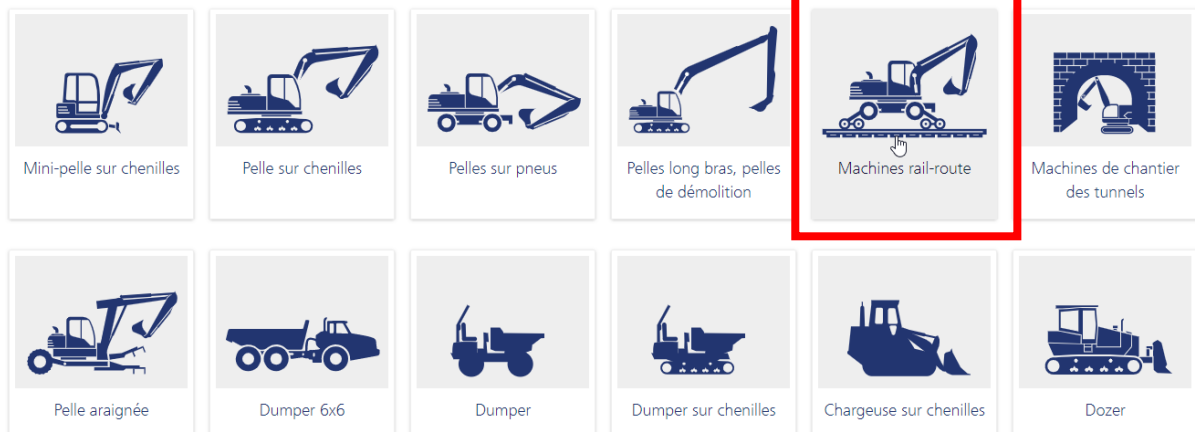 Mini-pelle sur chenilles
Pelle sur chenilles
Pelles sur pneus
Pelles long bras, pelles
de démolition
Machines rail-route
Machines de chantier
des tunnels
Pelle araignée
Dumper 6x6
Dumper
Dumper sur chenilles
Chargeuse sur chenilles
Dozer